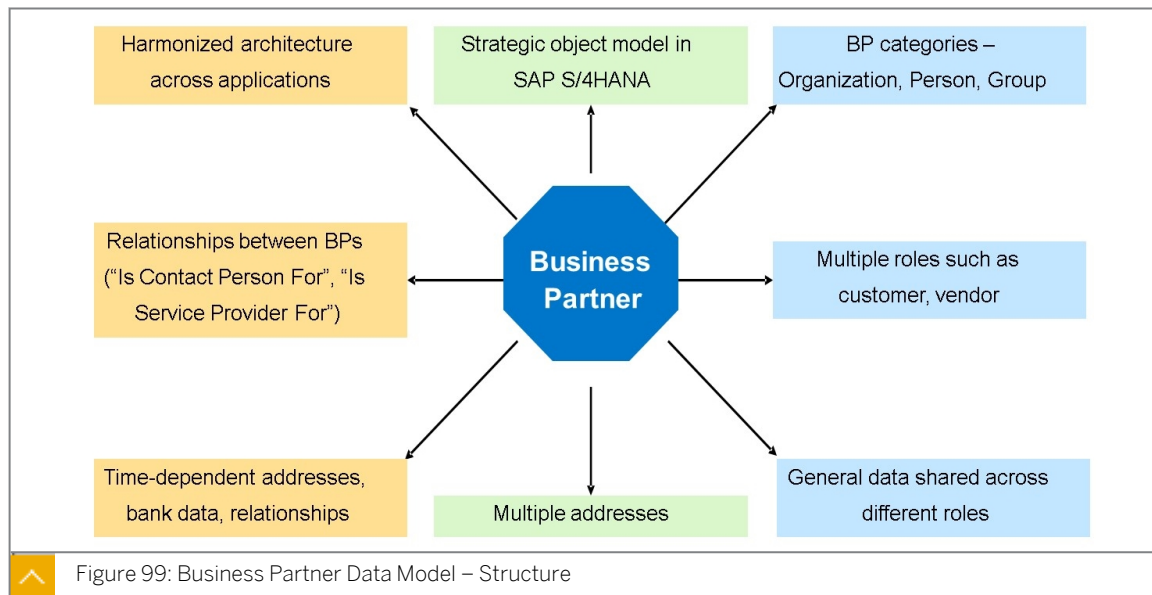 Harmonized architecture
across applications
Strategic object model in
SAP S/4HANA
BP categories –
Organization, Person, Group
Relationships between BPs
(“Is Contact Person For”, “Is
Service Provider For”)
Business
Partner
Multiple roles such as
customer, vendor
Time-dependent addresses,
bank data, relationships
Multiple addresses
General data shared across
different roles
Figure 99: Business Partner Data Model – Structure